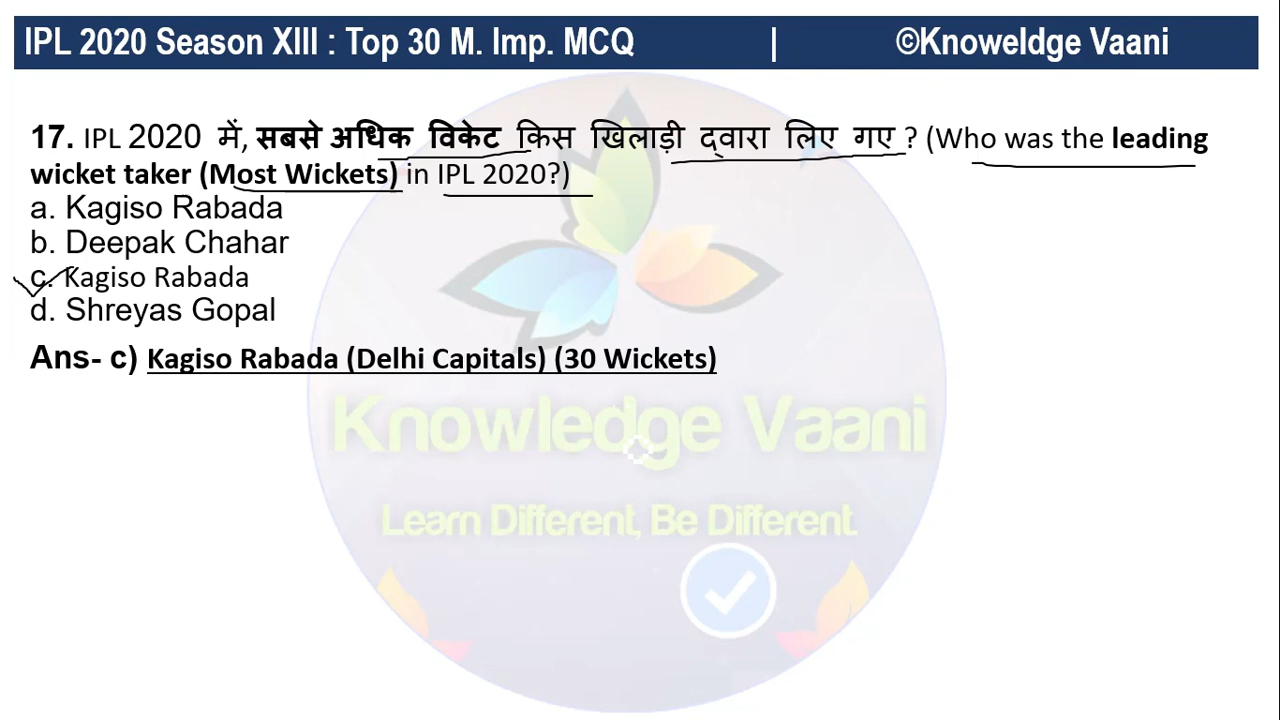 IPL 2020 Season XIII : Top 30 M. Imp. MCQ | ©Knoweldge Vaani
17. IPL 2020 में, सबसे अधिक विकेट किस खिलाड़ी द्वारा लिए गए ? (Who was the leading
wicket taker (Most Wickets) in IPL 2020?)
a. Kagiso Rabada
b. Deepak Chahar
c. Kagiso Rabada
d. Shreyas Gopal
Ans- c) Kagiso Rabada (Delhi Capitals) (30 Wickets)
Knowledge Vaani
Learn Different, Be Different